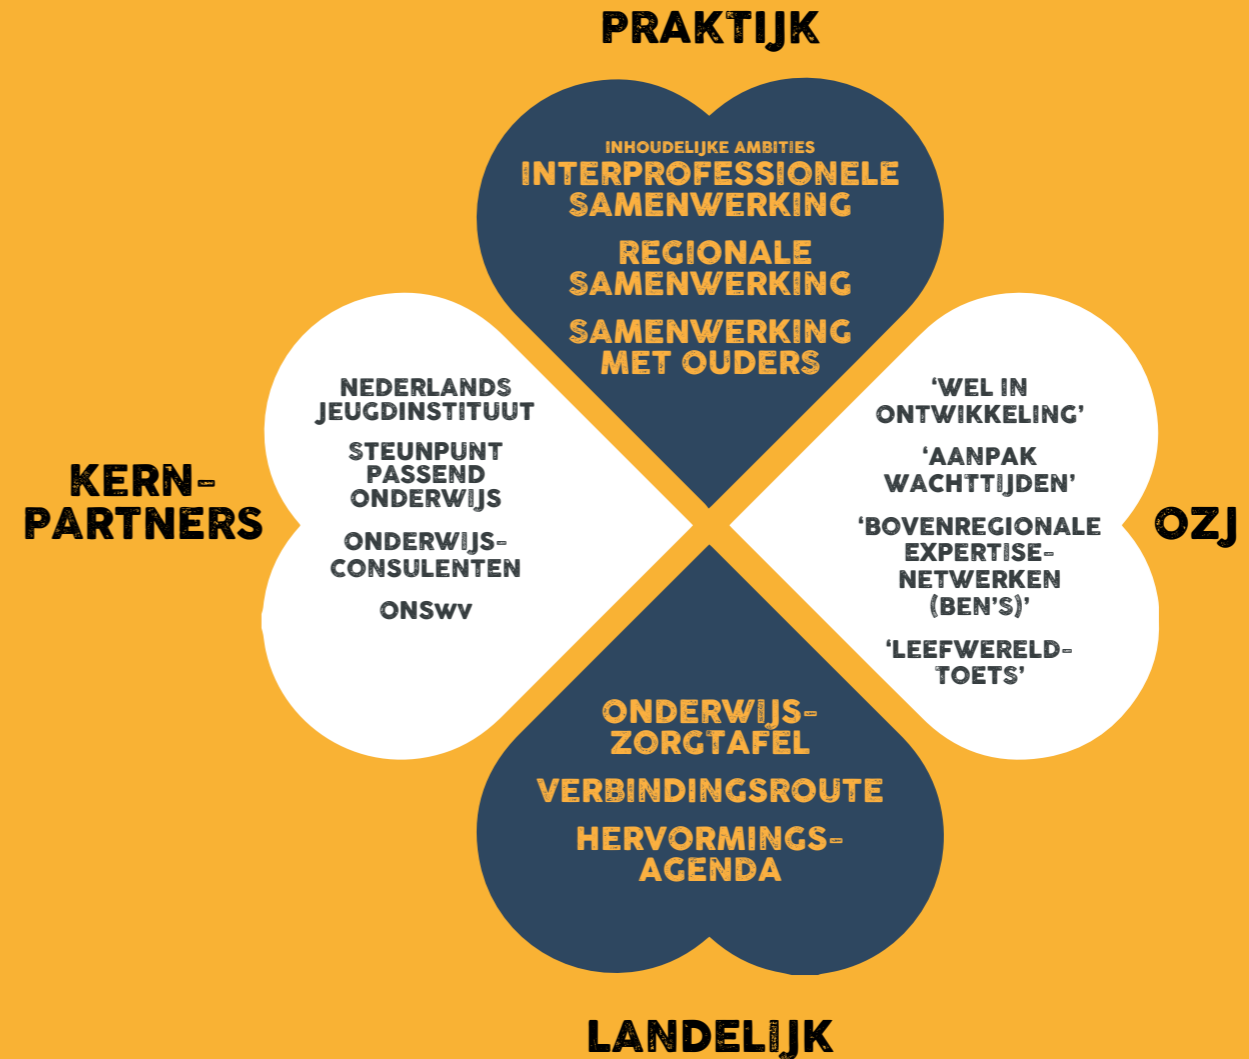 PRAKTIJK
INHOUDELIJKE AMBITIES
INTERPROFESSIONELE
SAMENWERKING
REGIONALE
SAMENWERKING
SAMENWERKING
MET OUDERS
KERN-
PARTNERS
NEDERLANDS
JEUGDINSTITUUT
STEUNPUNT
PASSEND
ONDERWIJS
ONDERWIJS-
CONSULENTEN
ONSWV
‘WEL IN
ONTWIKKELING’
‘AANPAK
WACHTTIJDEN’
‘BOVENREGIONALE
EXPERTISE-
NETWERKEN
(BEN’S)’
‘LEEFWERELD-
TOETS’
OZJ
ONDERWIJS-
ZORGTAFEL
VERBINDINGSROUTE
HERVORMINGS-
AGENDA
LANDELIJK